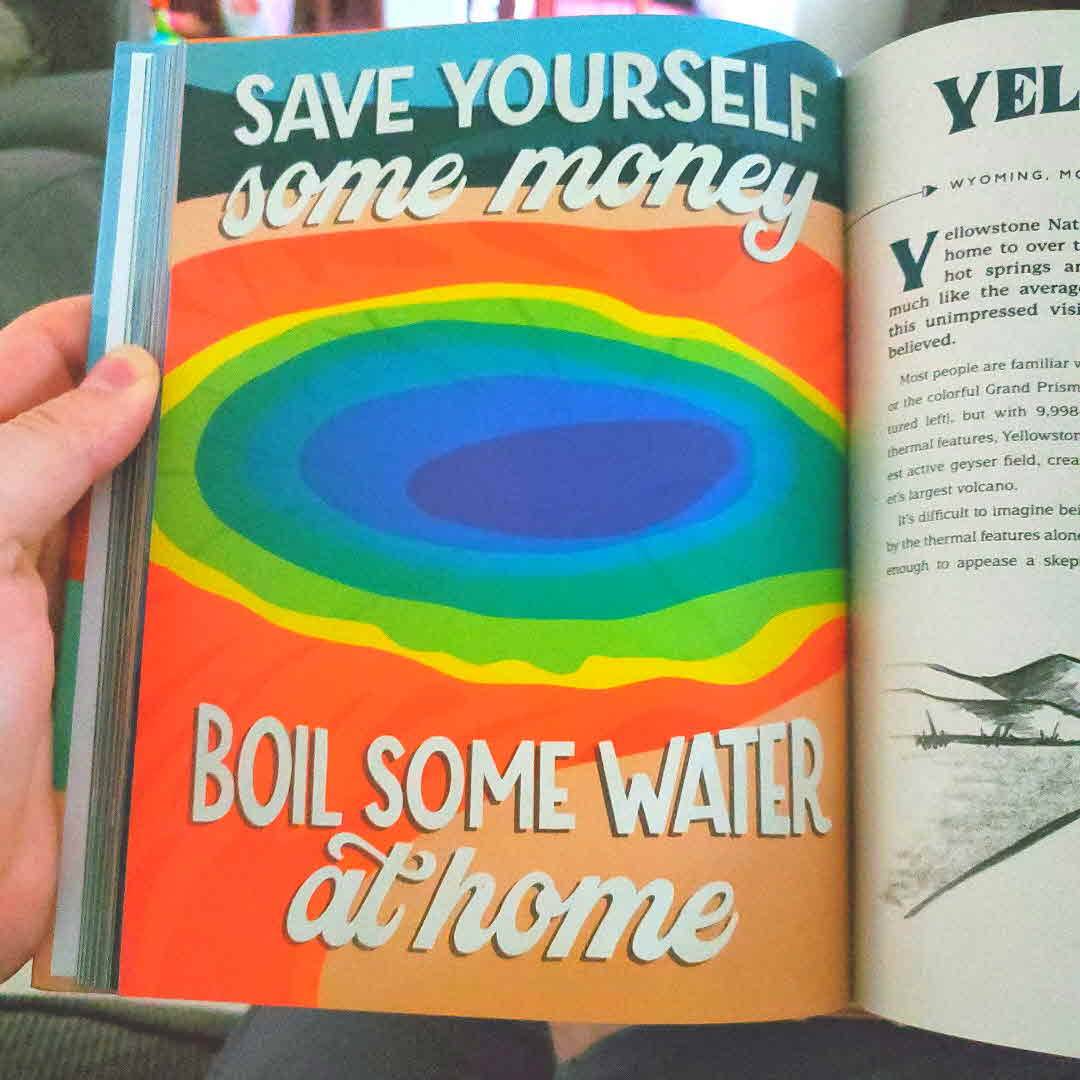 SAVE YOURSELF
some money
BOIL SOME WATER
at home
YEL
WYOMING, MO
Yellowstone Nat
home to over t
hot springs an
much like the average
this unimpressed visi
believed.
Most people are familiar
or the colorful Grand Prism
tured left), but with 9,998
thermal features, Yellowston
est active geyser field, crea
et's largest volcano.
It's difficult to imagine bei
by the thermal features alone
enough to appease a skep